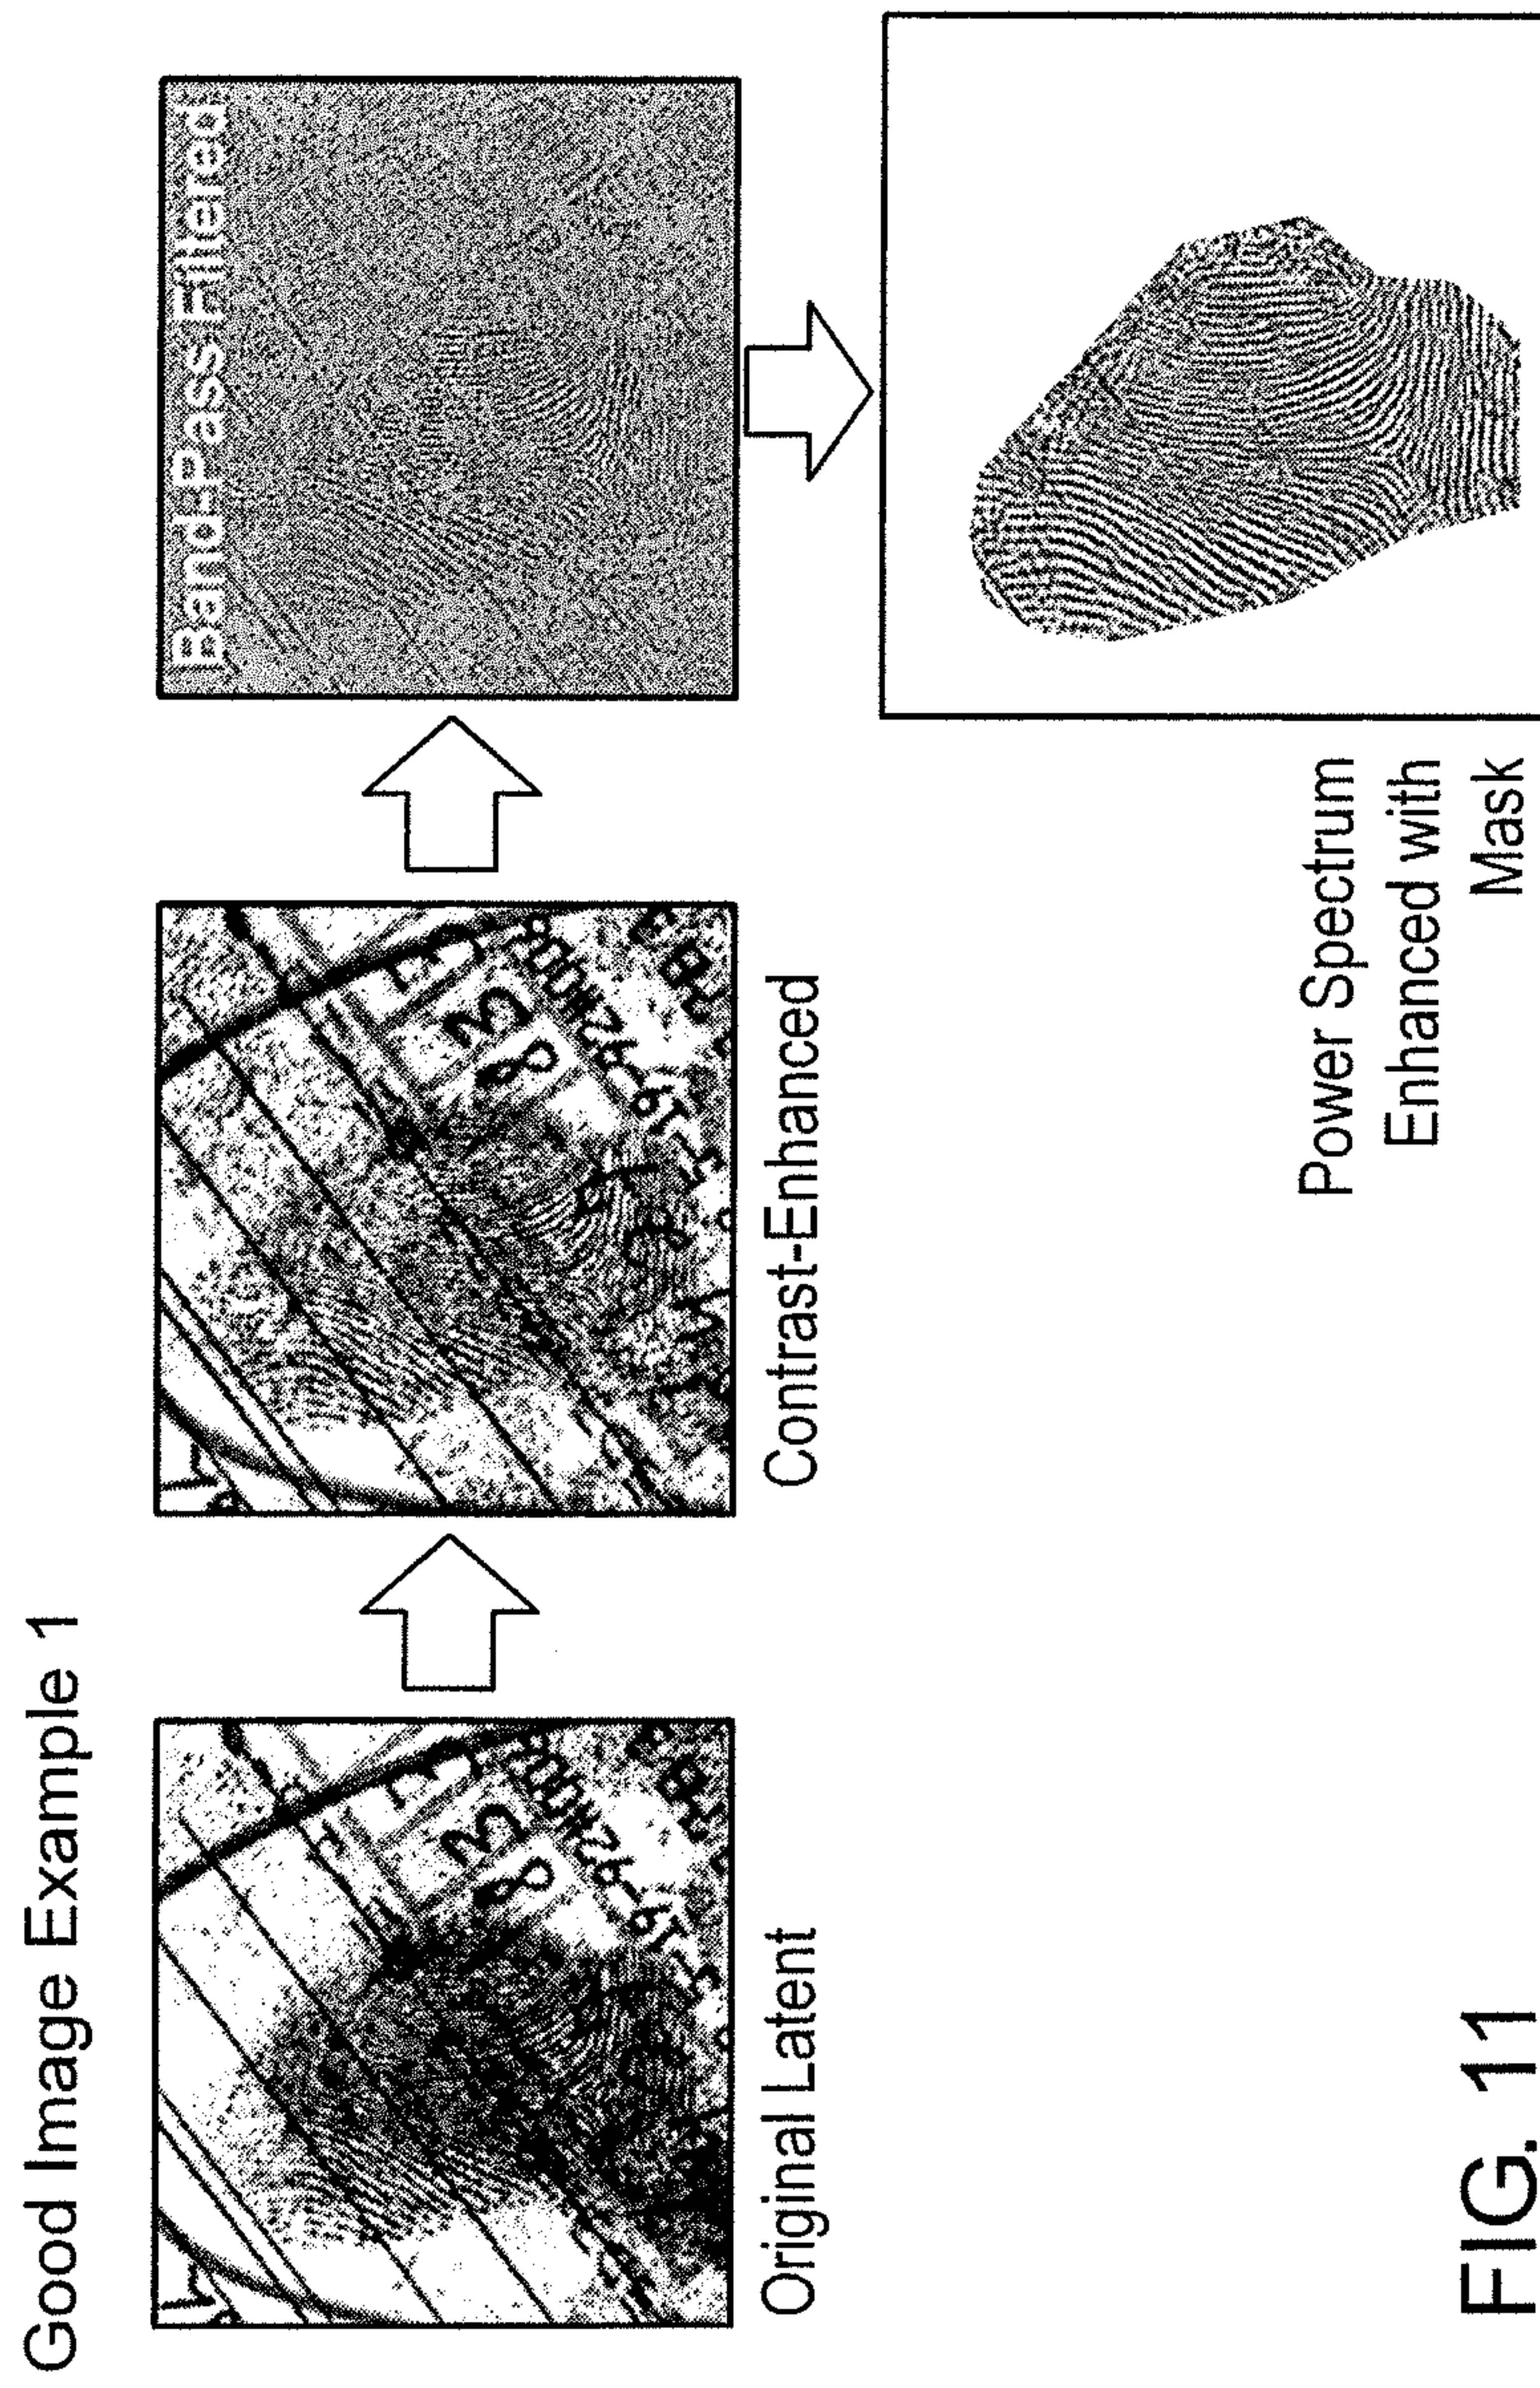 Good Image Example 1
Original Latent
Contrast-Enhanced
Band-Pass Filtered
Power Spectrum
Enhanced with
Mask
FIG. 11